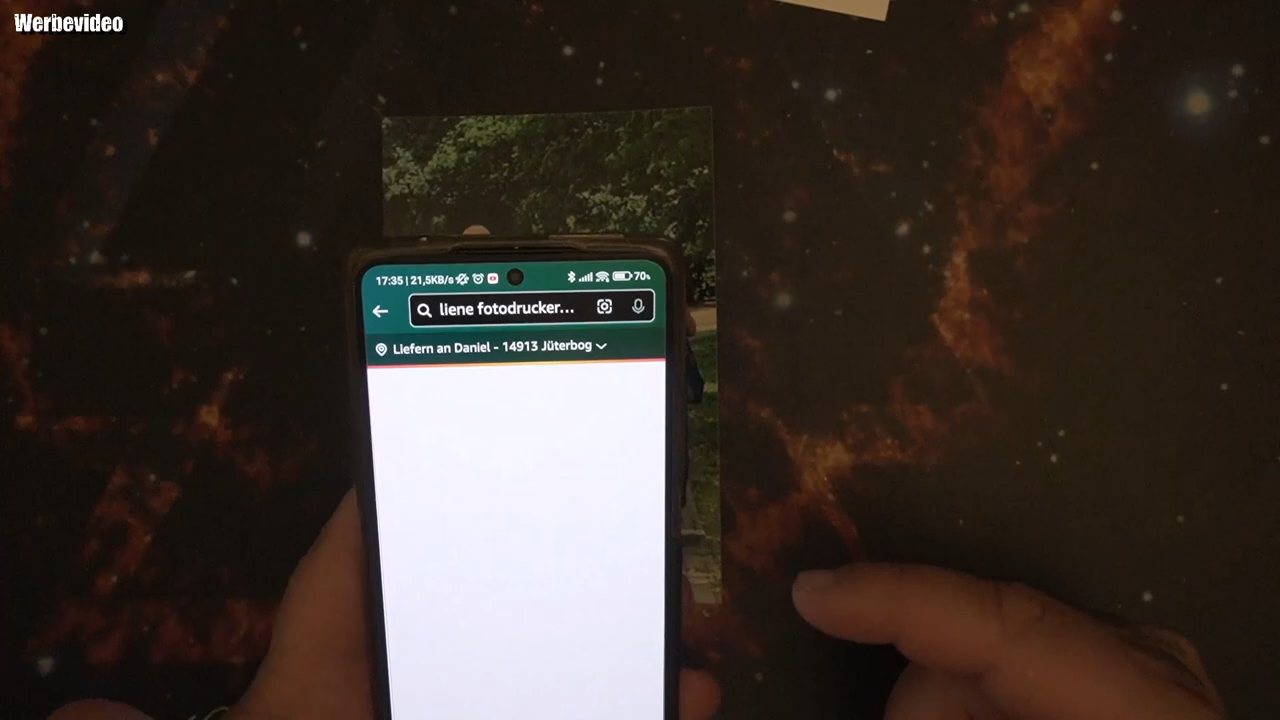 Werbevideo
17:35 | 21,5KB/s
70%
liene fotodrucker...
Liefern an Daniel - 14913 Jüterbog